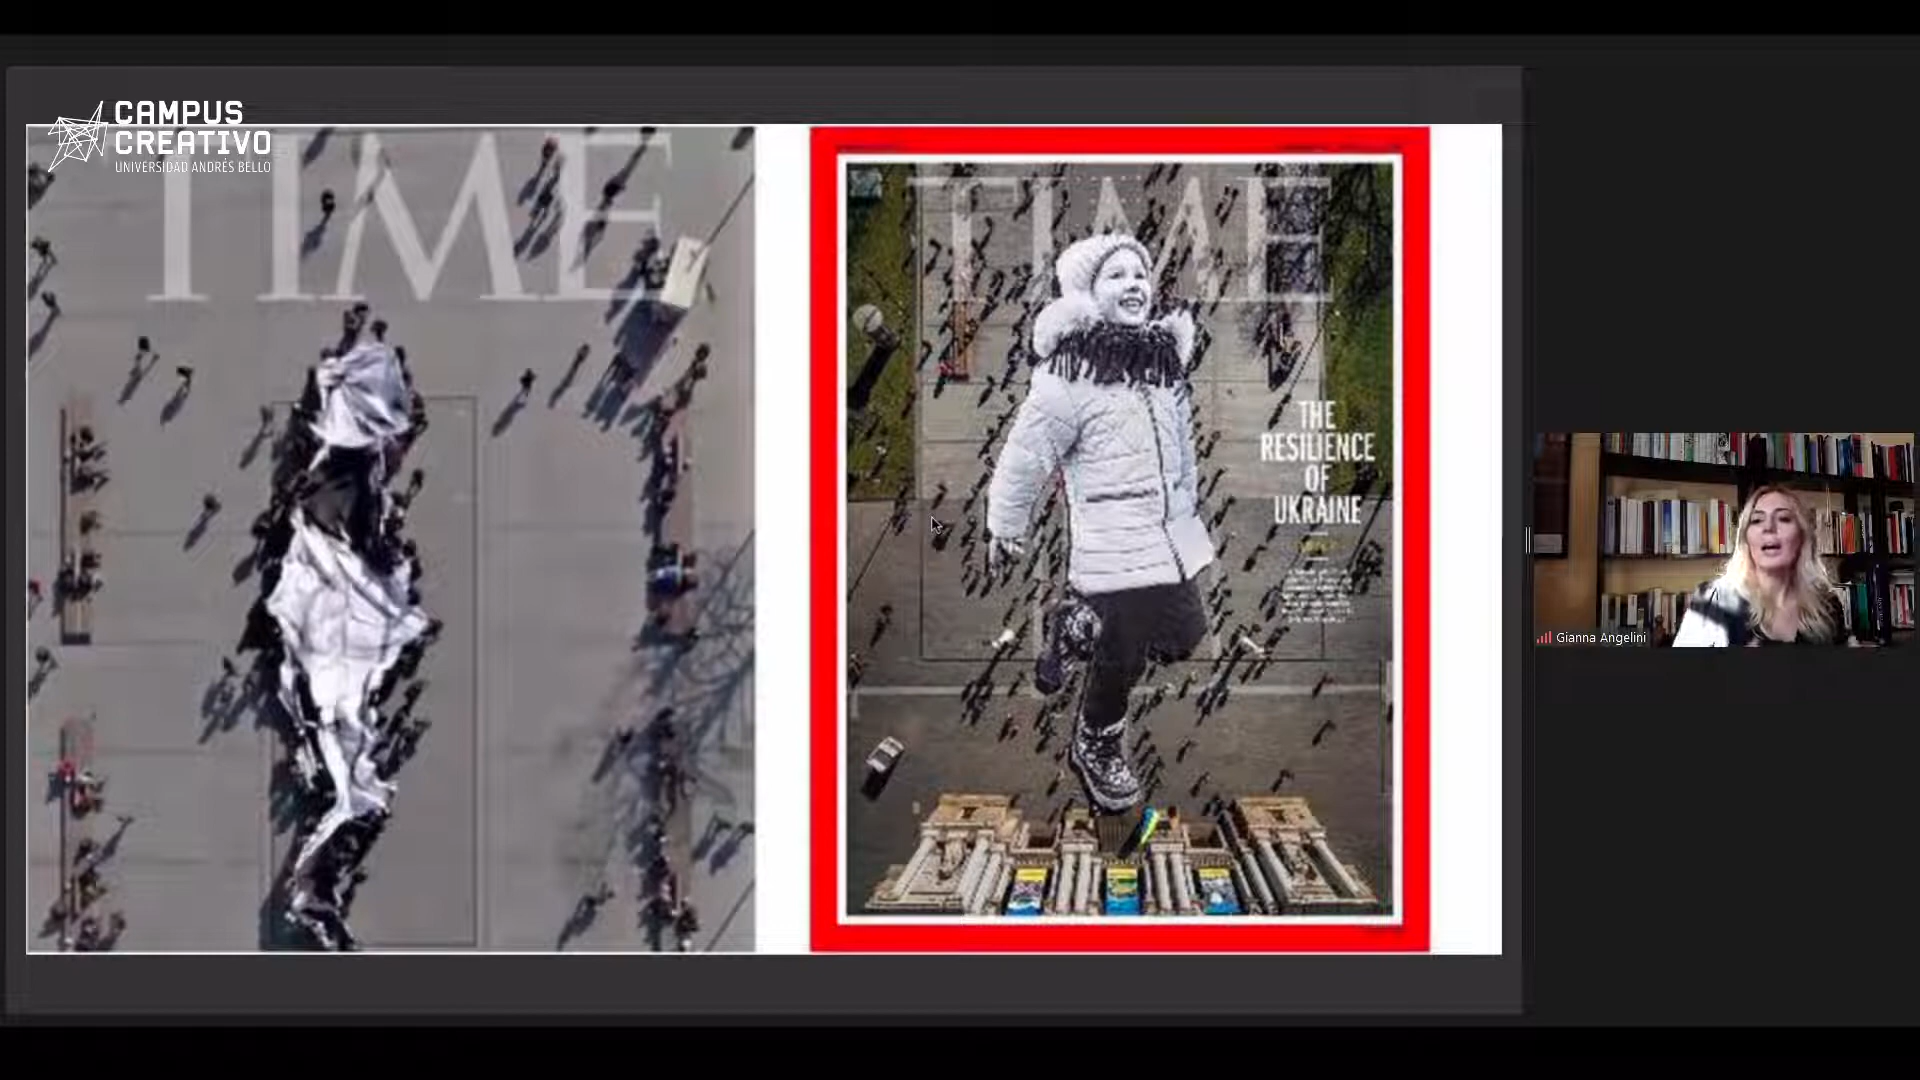 CAMPUS
CREATIVO
UNIVERSIDAD ANDRÉS BELLO
TIME
TIME
THE
RESILIENCE
OF
UKRAINE
Gianna Angelini